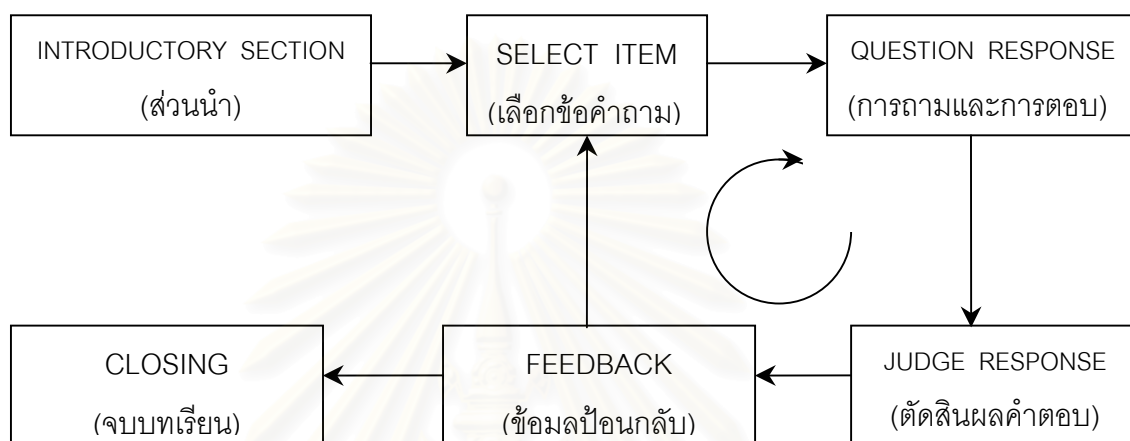 INTRODUCTORY SECTION
(ส่วนนำ)
SELECT ITEM
(เลือกข้อคำถาม)
QUESTION RESPONSE
(การถามและการตอบ)
CLOSING
(จบบทเรียน)
FEEDBACK
(ข้อมลป้อนกลับ)
JUDGE RESPONSE
(ตัดสินผลคำตอบ)